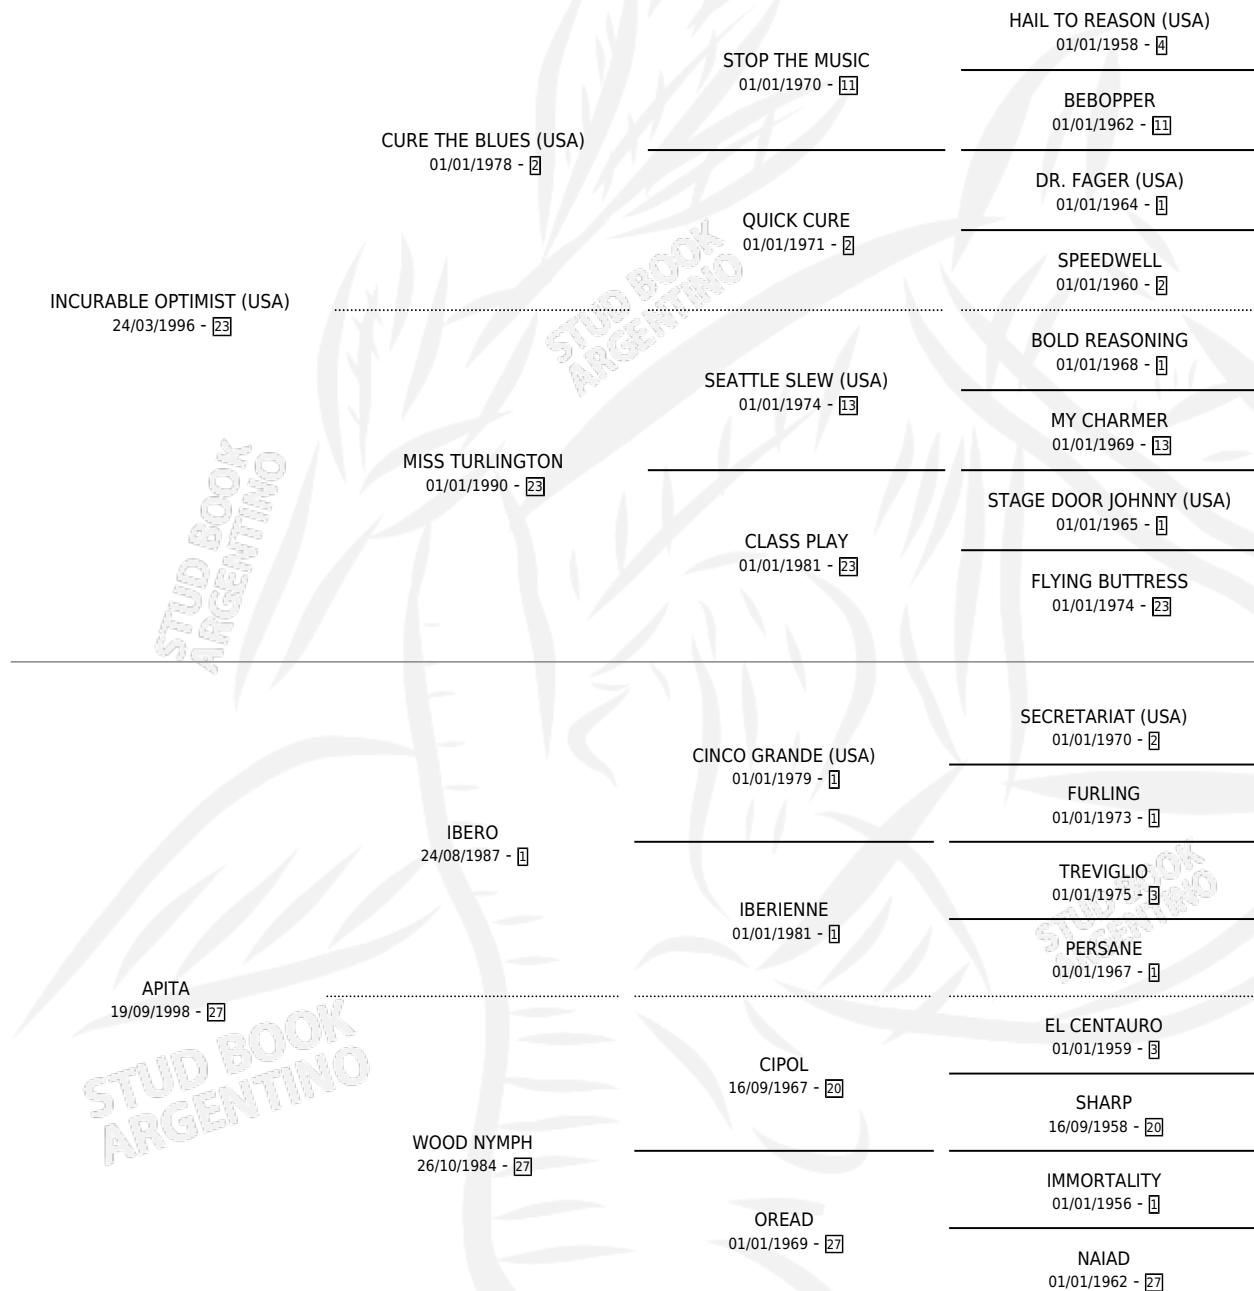 HAIL TO REASON (USA)
01/01/1958 - 4
STOP THE MUSIC
01/01/1970 - 11
BEBOPPER
01/01/1962 - 11
CURE THE BLUES (USA)
01/01/1978 - 2
DR. FAGER (USA)
01/01/1964 - 1
QUICK CURE
01/01/1971 - 2
SPEEDWELL
01/01/1960 - 2
INCURABLE OPTIMIST (USA)
24/03/1996 - 23
BOLD REASONING
01/01/1968 - 1
SEATTLE SLEW (USA)
01/01/1974 - 13
MY CHARMER
01/01/1969 - 13
MISS TURLINGTON
01/01/1990 - 23
STAGE DOOR JOHNNY (USA)
01/01/1965 - 1
CLASS PLAY
01/01/1981 - 23
FLYING BUTTRESS
01/01/1974 - 23
SECRETARIAT (USA)
01/01/1970 - 2
CINCO GRANDE (USA)
01/01/1979 - 1
FURLING
01/01/1973 - 1
IBERO
24/08/1987 - 1
TREVIGLIO
01/01/1975 - 3
IBERIENNE
01/01/1981 - 1
PERSANE
01/01/1967 - 1
APITA
19/09/1998 - 27
EL CENTAURO
01/01/1959 - 3
CIPOL
16/09/1967 - 20
SHARP
16/09/1958 - 20
WOOD NYMPH
26/10/1984 - 27
IMMORTALITY
01/01/1956 - 1
OREAD
01/01/1969 - 27
NAIAD
01/01/1962 - 27
STUD BOOK
ARGENTINO
STUD BOOK
ARGENTINO
STUD BOOK
ARGENTINO
STUD BOOK
ARGENTINO